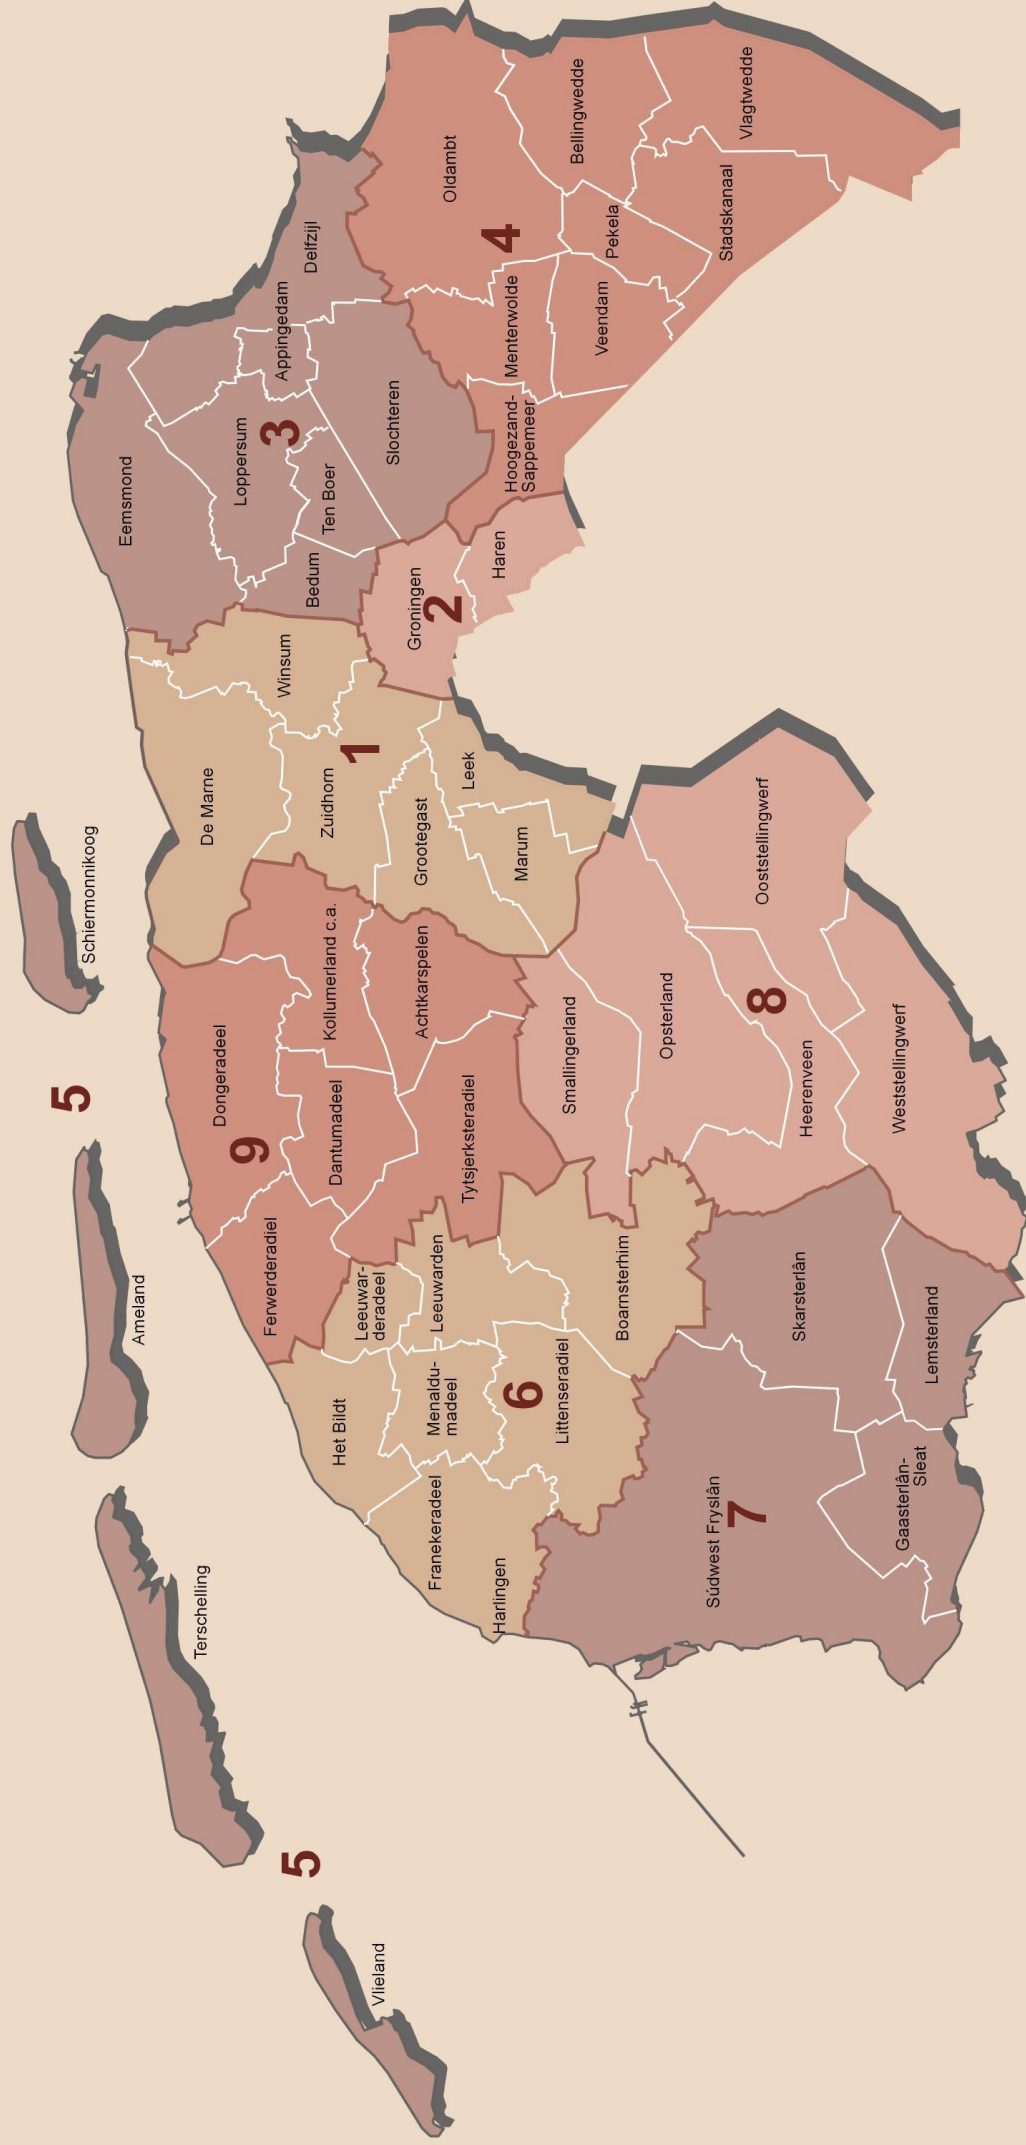 Schiermonnikoog
5
Ameland
Terschelling
5
Vlieland
Eemsmond
Loppersum
3
Appingedam
Delfzijl
Ten Boer
Bedum
Slochteren
De Marne
Winsum
Zuidhorn
1
Grootegast
Leek
Marum
Groningen
2
Haren
Oldambt
4
Bellingwedde
Menterwolde
Pekela
Veendam
Hoogezand-
Sappemeer
Stadskanaal
Vlagtwedde
Dongeradeel
9
Kollumerland c.a.
Dantumadeel
Achtkarspelen
Ferwerderadiel
Tytsjerksteradiel
Leeuwar-
deradeel
Leeuwarden
Het Bildt
Menaldu-
madeel
6
Franekeradeel
Harlingen
Littenseradiel
Boarnsterhim
Smallingerland
Opsterland
8
Ooststellingwerf
Heerenveen
Weststellingwerf
Skarsterlân
Súdwest Fryslân
7
Lemsterland
Gaasterlân-
Sleat